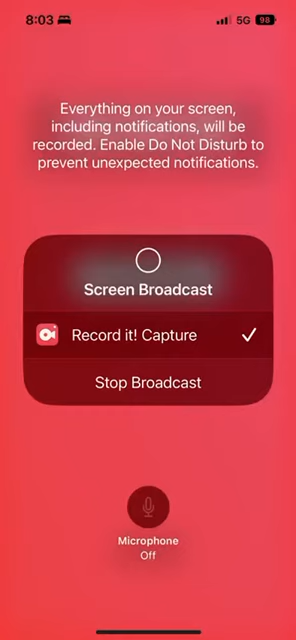 8:03
5G 98
Everything on your screen,
including notifications, will be
recorded. Enable Do Not Disturb to
prevent unexpected notifications.
Screen Broadcast
Record it! Capture
Stop Broadcast
Microphone
Off